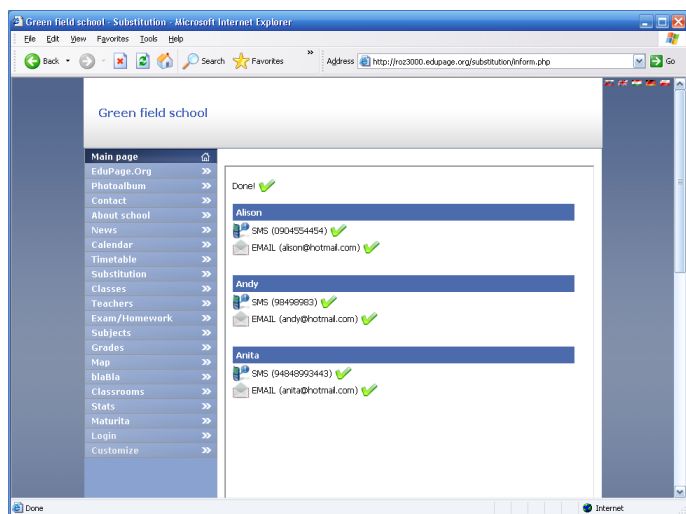 Green field school - Substitution - Microsoft Internet Explorer
File Edit View Favorites Tools Help
Back Search Favorites » Address http://roz3000.edupage.org/substitution/inform.php Go
Green field school
Main page
EduPage.Org
Photoalbum
Contact
About school
News
Calendar
Timetable
Substitution
Classes
Teachers
Exam/Homework
Subjects
Grades
Map
blaBla
Classrooms
Stats
Maturita
Login
Customize
Done!
Alison
SMS (0904554454)
EMAIL (alison@hotmail.com)
Andy
SMS (98498983)
EMAIL (andy@hotmail.com)
Anita
SMS (94848993443)
EMAIL (anita@hotmail.com)
Done Internet